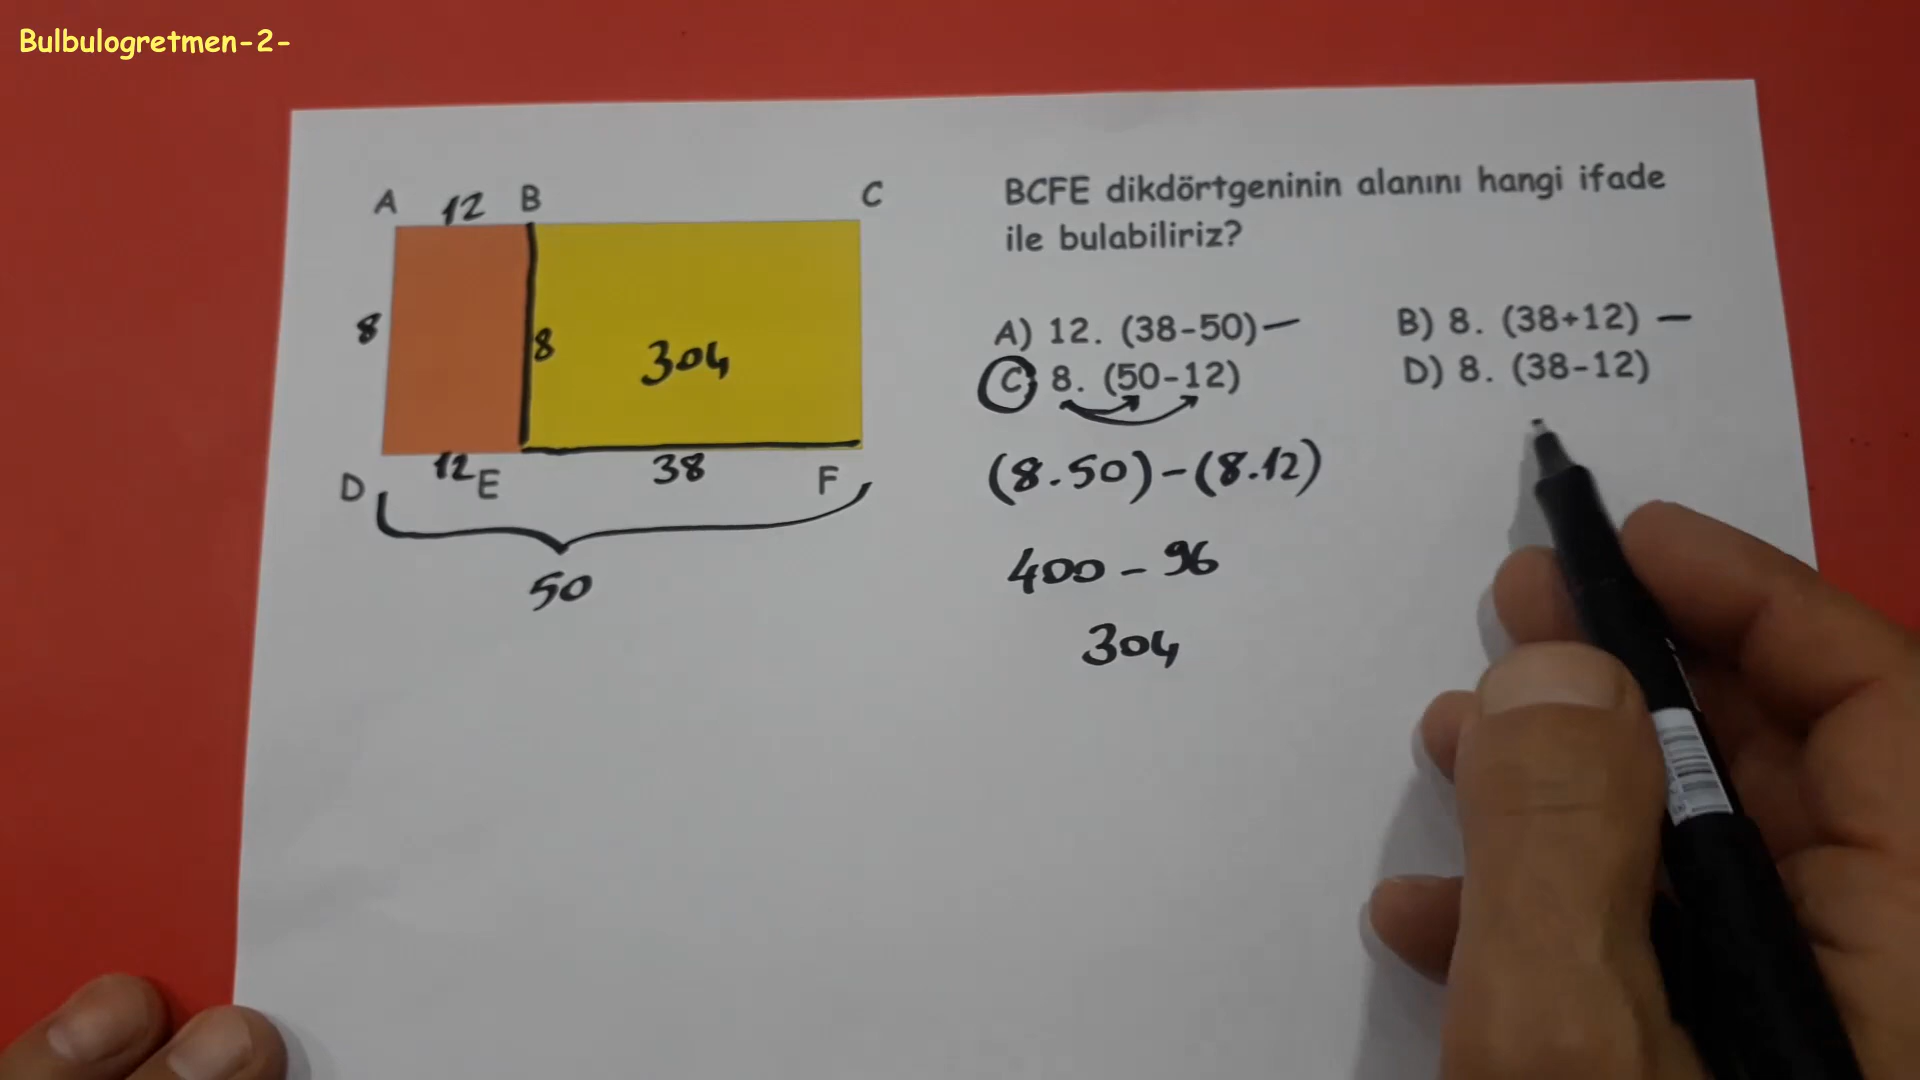 Bulbulogretmen-2-
A 12 B C
8 8 304
D 12 E 38 F
50
BCFE dikdörtgeninin alanını hangi ifade
ile bulabiliriz?
A) 12. (38-50) —
B) 8. (38+12) —
C) 8. (50-12)
D) 8. (38-12)
(8.50)-(8.12)
400-96
304